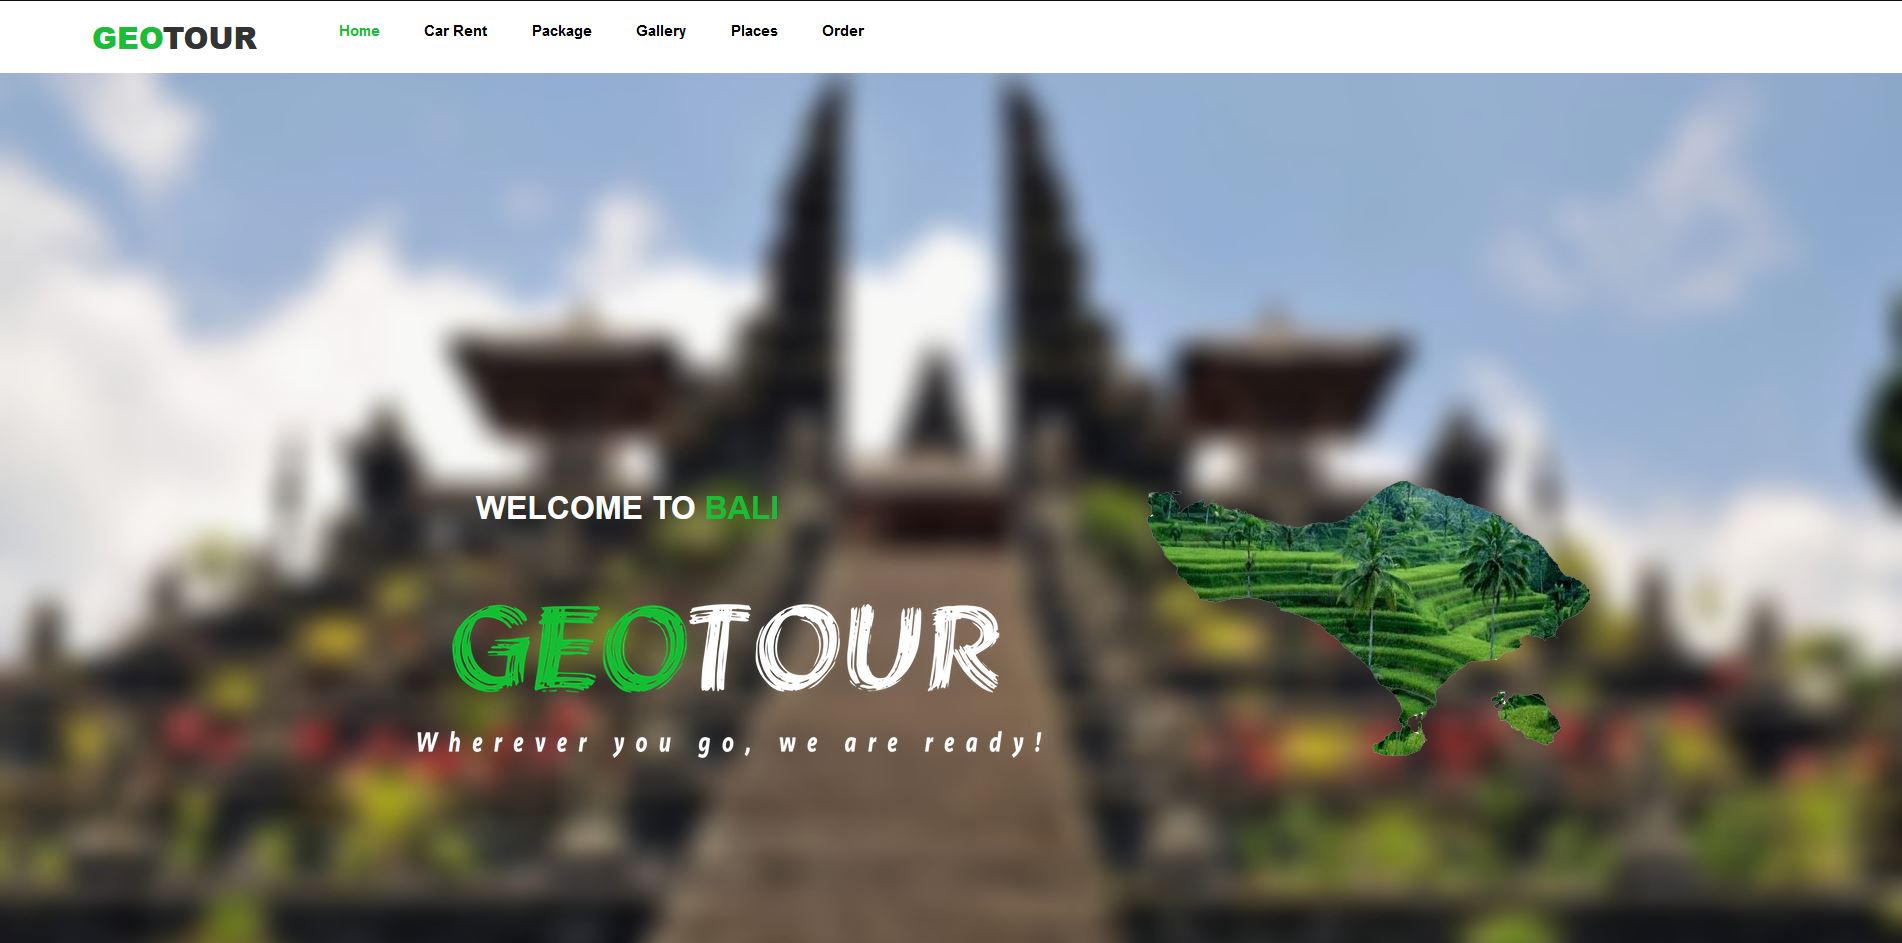 GEOTOUR
Home Car Rent Package Gallery Places Order
WELCOME TO BALI
GEOTOUR
Wherever you go, we are ready!